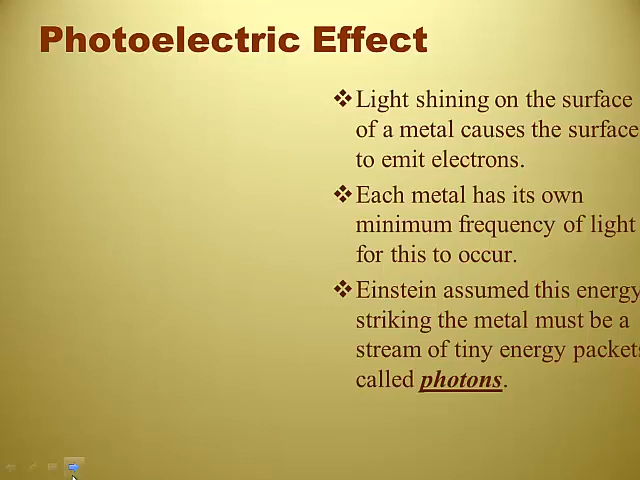 Photoelectric Effect
❖Light shining on the surface
of a metal causes the surface
to emit electrons.
❖Each metal has its own
minimum frequency of light
for this to occur.
❖Einstein assumed this energy
striking the metal must be a
stream of tiny energy packets
called photons.